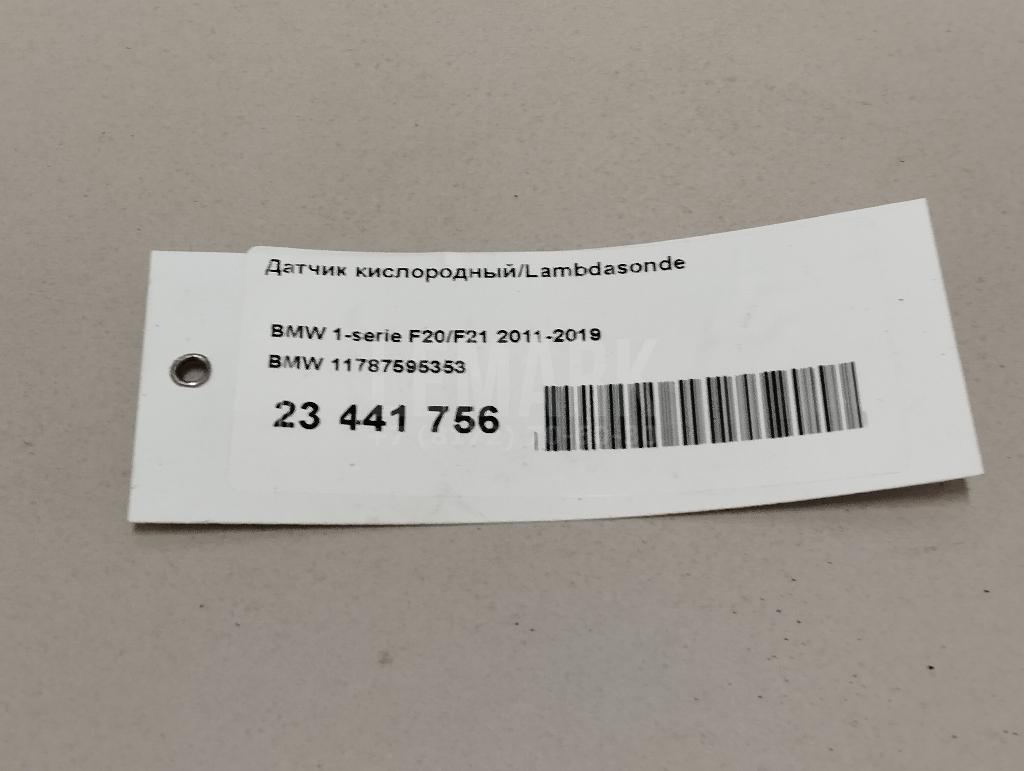 Датчик кислородный/Lambdasonde
BMW 1-serie F20/F21 2011-2019
BMW 11787595353
23 441 756